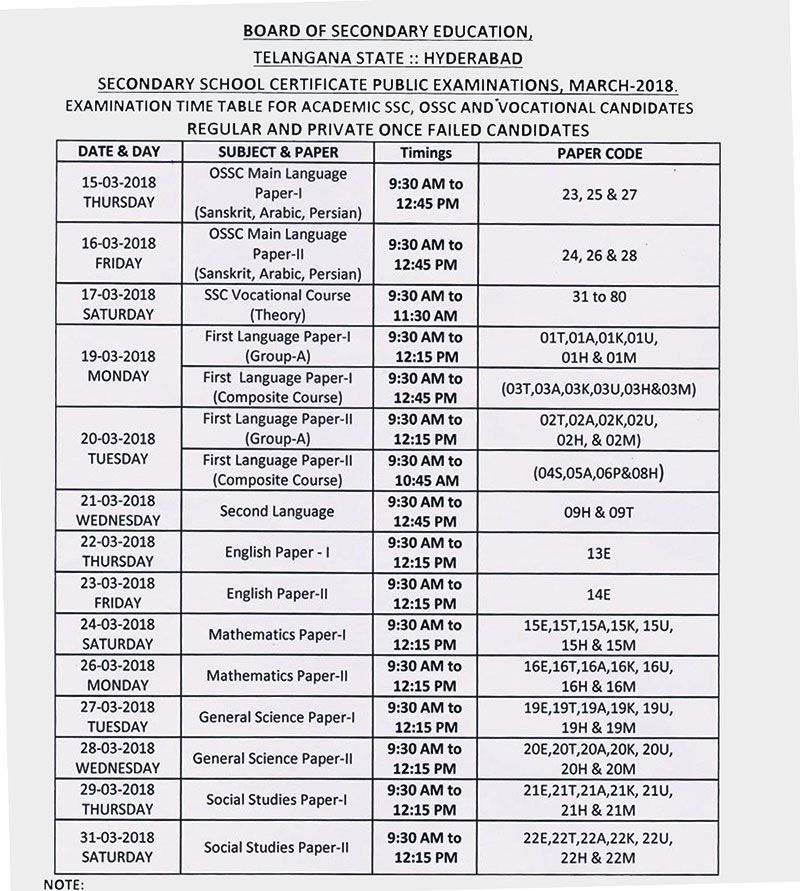 BOARD OF SECONDARY EDUCATION,
TELANGANA STATE :: HYDERABAD
SECONDARY SCHOOL CERTIFICATE PUBLIC EXAMINATIONS, MARCH-2018.
EXAMINATION TIME TABLE FOR ACADEMIC SSC, OSSC AND VOCATIONAL CANDIDATES
REGULAR AND PRIVATE ONCE FAILED CANDIDATES
DATE & DAY SUBJECT & PAPER Timings PAPER CODE
15-03-2018
THURSDAY
OSSC Main Language
Paper-I
(Sanskrit, Arabic, Persian)
9:30 AM to
12:45 PM
23, 25 & 27
16-03-2018
FRIDAY
OSSC Main Language
Paper-II
(Sanskrit, Arabic, Persian)
9:30 AM to
12:45 PM
24, 26 & 28
17-03-2018
SATURDAY
SSC Vocational Course
(Theory)
9:30 AM to
11:30 AM
31 to 80
19-03-2018
MONDAY
First Language Paper-I
(Group-A)
9:30 AM to
12:15 PM
01T,01A,01K,01U,
01H & 01M
First Language Paper-I
(Composite Course)
9:30 AM to
12:45 PM
(03T,03A,03K,03U,03H&03M)
20-03-2018
TUESDAY
First Language Paper-II
(Group-A)
9:30 AM to
12:15 PM
02T,02A,02K,02U,
02H, & 02M)
First Language Paper-II
(Composite Course)
9:30 AM to
10:45 AM
(04S,05A,06P&08H)
21-03-2018
WEDNESDAY
Second Language
9:30 AM to
12:45 PM
09H & 09T
22-03-2018
THURSDAY
English Paper - I
9:30 AM to
12:15 PM
13E
23-03-2018
FRIDAY
English Paper-II
9:30 AM to
12:15 PM
14E
24-03-2018
SATURDAY
Mathematics Paper-I
9:30 AM to
12:15 PM
15E,15T,15A,15K, 15U,
15H & 15M
26-03-2018
MONDAY
Mathematics Paper-II
9:30 AM to
12:15 PM
16E,16T,16A,16K, 16U,
16H & 16M
27-03-2018
TUESDAY
General Science Paper-I
9:30 AM to
12:15 PM
19E,19T,19A,19K, 19U,
19H & 19M
28-03-2018
WEDNESDAY
General Science Paper-II
9:30 AM to
12:15 PM
20E,20T,20A,20K, 20U,
20H & 20M
29-03-2018
THURSDAY
Social Studies Paper-I
9:30 AM to
12:15 PM
21E,21T,21A,21K, 21U,
21H & 21M
31-03-2018
SATURDAY
Social Studies Paper-II
9:30 AM to
12:15 PM
22E,22T,22A,22K, 22U,
22H & 22M
NOTE: